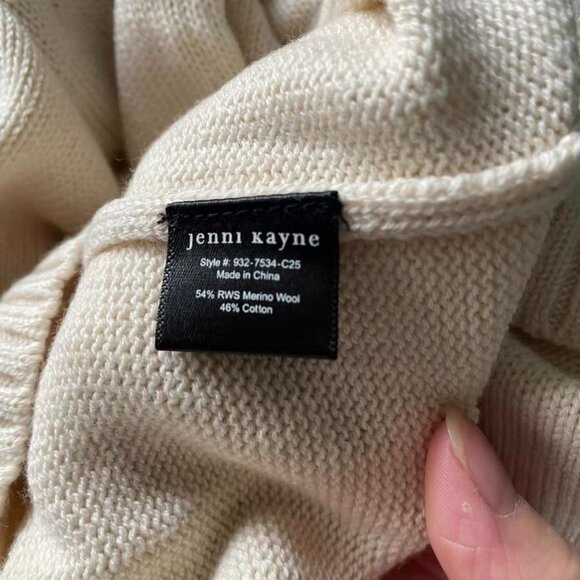 jenni kayne
Style #: 932-7534-C25
Made in China
54% RWS Merino Wool
46% Cotton